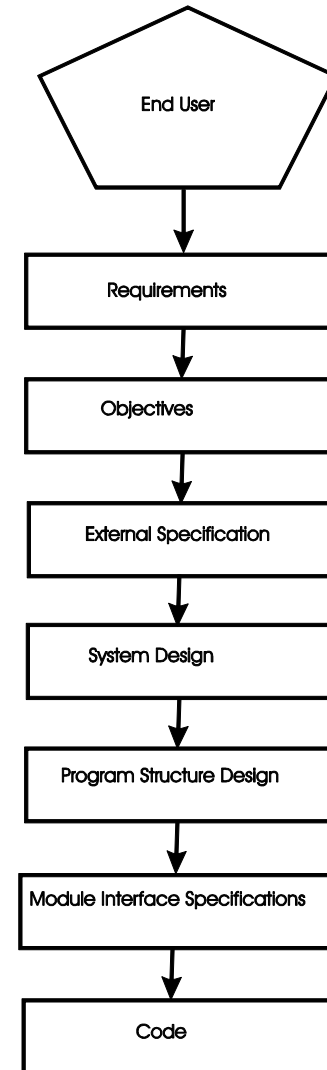 End User
Requirements
Objectives
External Specification
System Design
Program Structure Design
Module Interface Specifications
Code